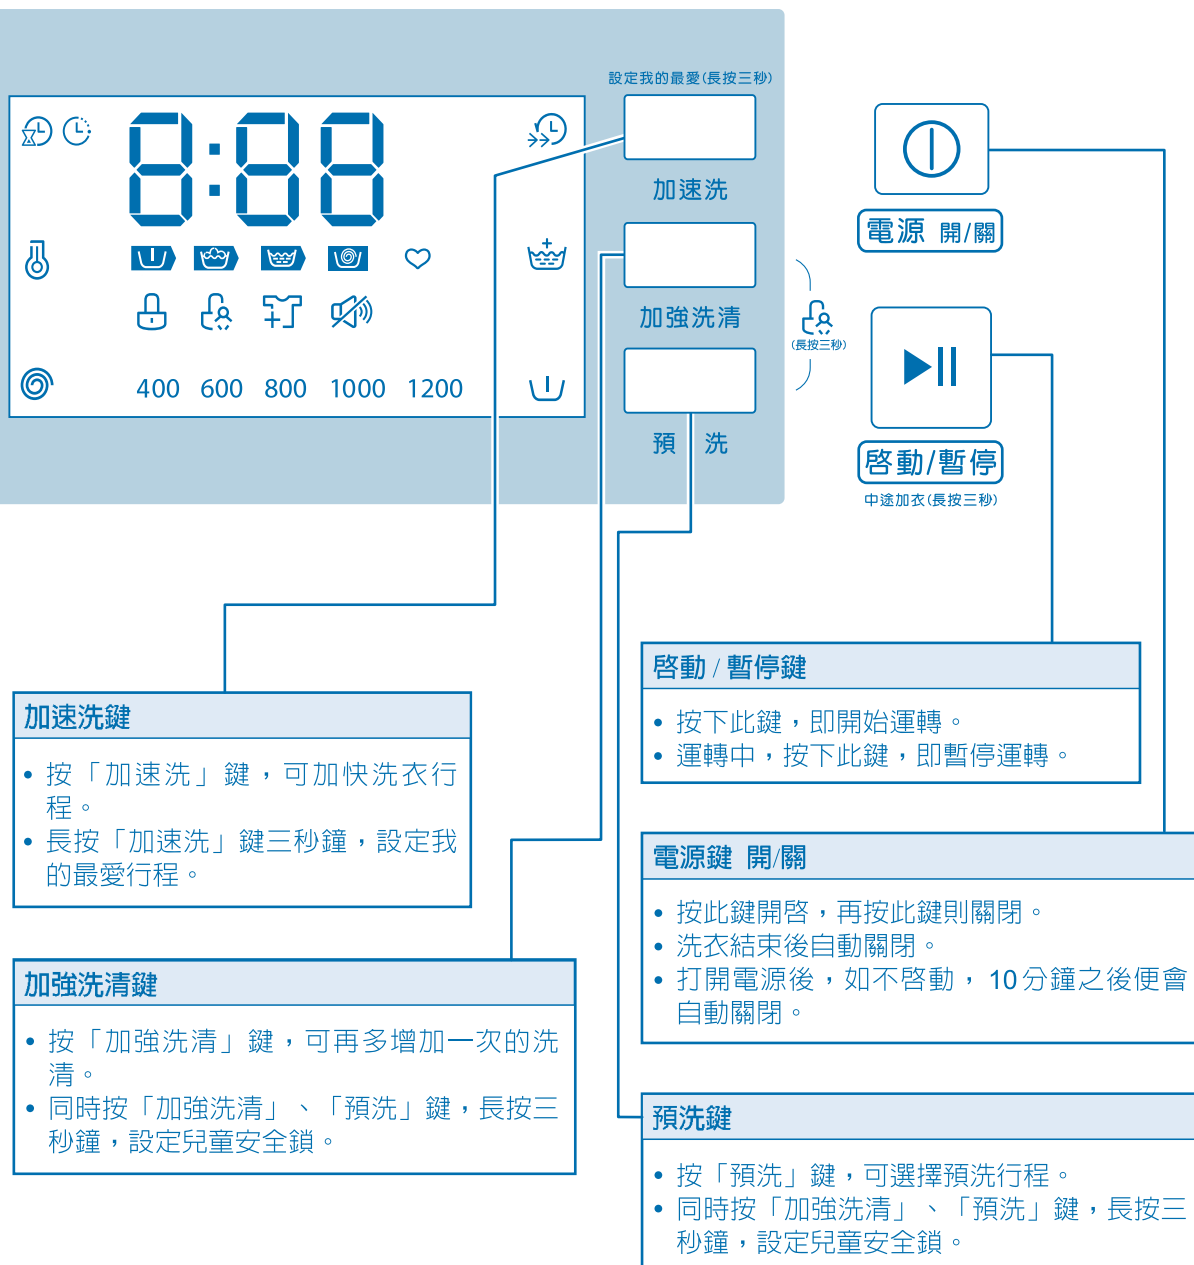 設定我的最愛(長按三秒)
8:88
加速洗
電源 開/關
加強洗清
(長按三秒)
400 600 800 1000 1200
預 洗
啓動/暫停
中途加衣(長按三秒)
加速洗鍵
• 按「加速洗」鍵，可加快洗衣行
程。
• 長按「加速洗」鍵三秒鐘，設定我
的最愛行程。
加強洗清鍵
• 按「加強洗清」鍵，可再多增加一次的洗
清。
• 同時按「加強洗清」、「預洗」鍵，長按三
秒鐘，設定兒童安全鎖。
啓動 / 暫停鍵
• 按下此鍵，即開始運轉。
• 運轉中，按下此鍵，即暫停運轉。
電源鍵 開/關
• 按此鍵開啓，再按此鍵則關閉。
• 洗衣結束後自動關閉。
• 打開電源後，如不啓動， 10分鐘之後便會
自動關閉。
預洗鍵
• 按「預洗」鍵，可選擇預洗行程。
• 同時按「加強洗清」、「預洗」鍵，長按三
秒鐘，設定兒童安全鎖。